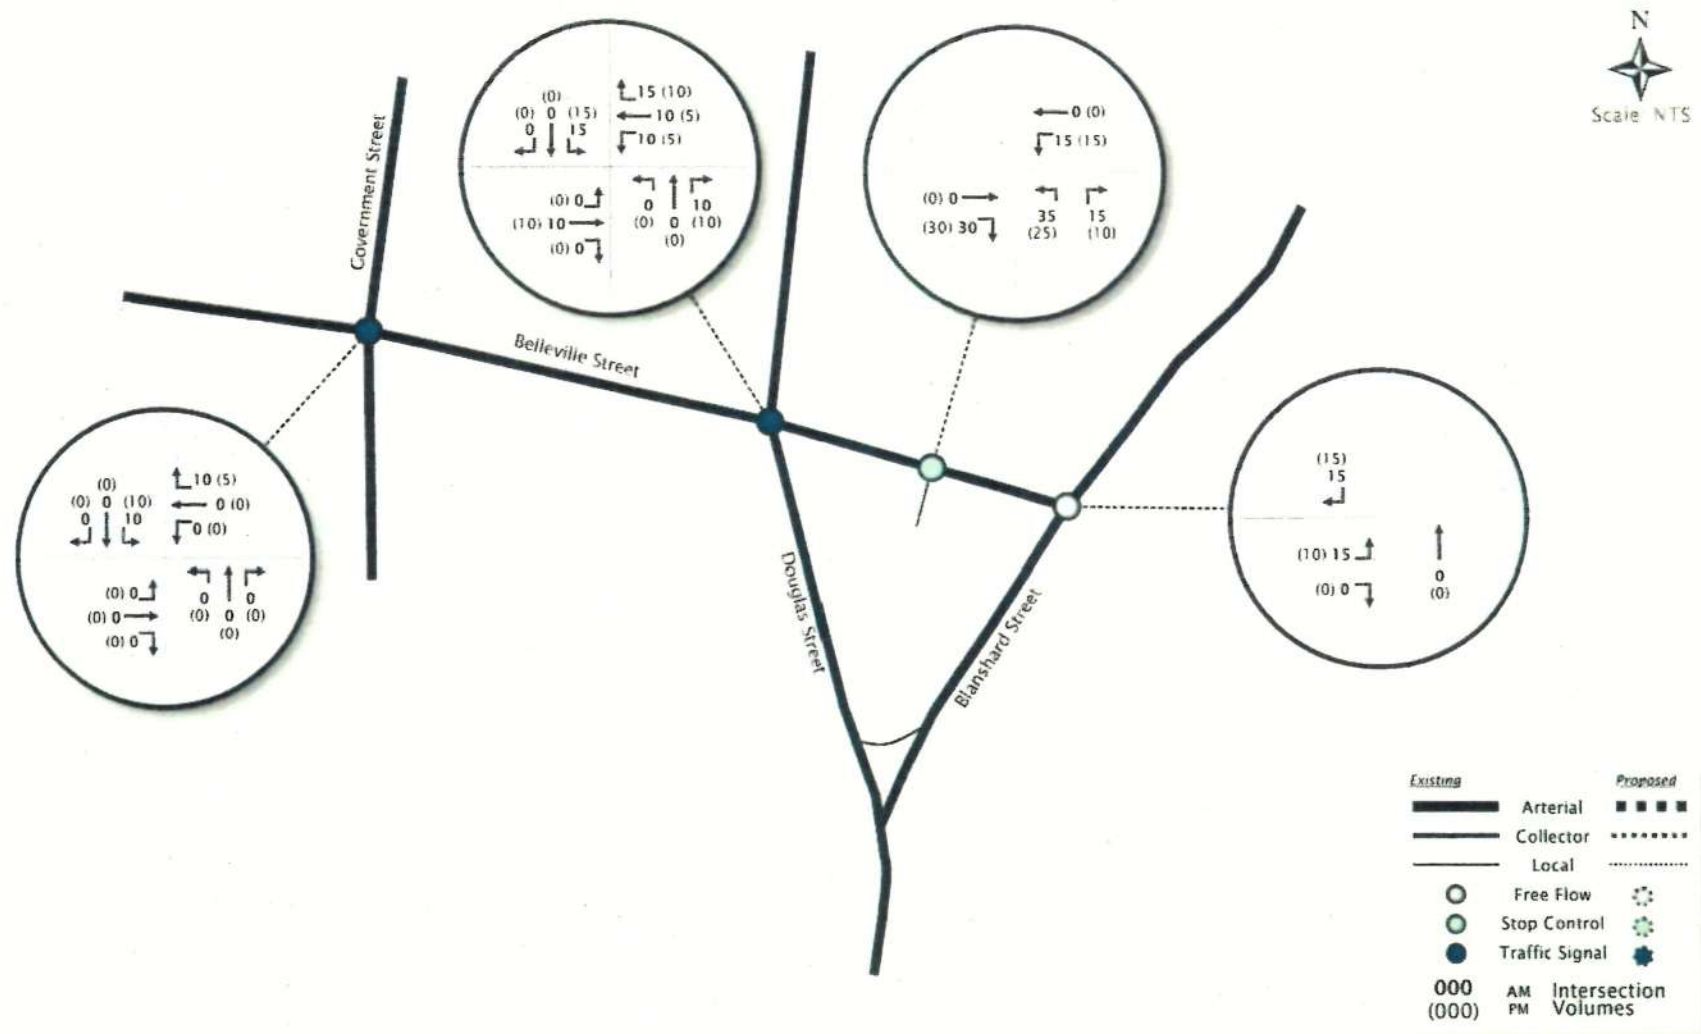 N
Scale NTS
Government Street
Belleville Street
Douglas Street
Blanshard Street
(0)
(0) 0 (15)
0 15
15 (10)
10 (5)
10 (5)
(0) 0
(10) 10
(0) 0
0 10
(0) 0 (10)
(0)
0 (0)
15 (15)
(0) 0
(30) 30
35 15
(25) (10)
(0)
(0) 0 (10)
0 10
10 (5)
0 (0)
0 (0)
(0) 0
(0) 0
(0) 0
0 0
(0) 0 (0)
(0)
(15)
15
(10) 15
(0) 0
0
(0)
Existing Proposed
Arterial
Collector
Local
Free Flow
Stop Control
Traffic Signal
000 AM Intersection
(000) PM Volumes